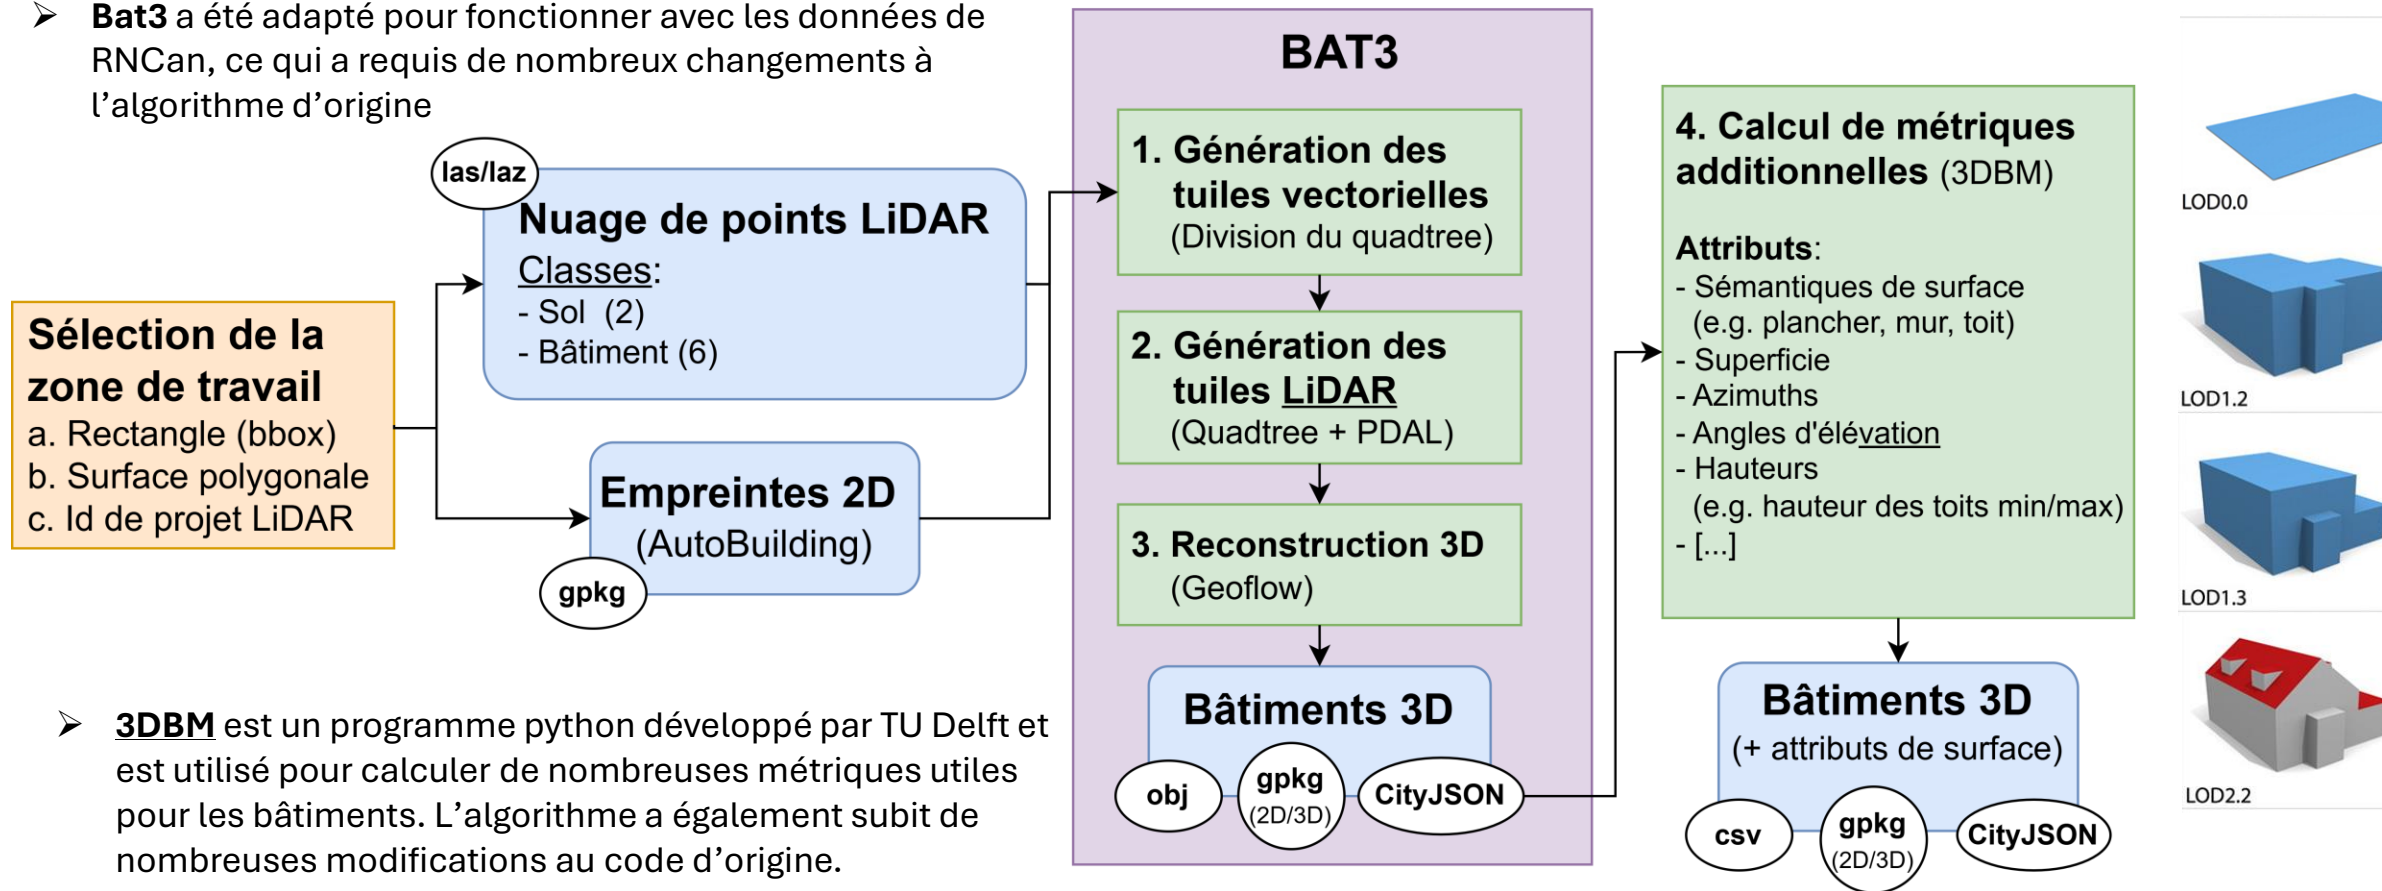 ➢ Bat3 a été adapté pour fonctionner avec les données de
RNCan, ce qui a requis de nombreux changements à
l’algorithme d’origine
Sélection de la
zone de travail
a. Rectangle (bbox)
b. Surface polygonale
c. Id de projet LiDAR
las/laz
Nuage de points LiDAR
Classes:
- Sol (2)
- Bâtiment (6)
Empreintes 2D
(AutoBuilding)
gpkg
➢ 3DBM est un programme python développé par TU Delft et
est utilisé pour calculer de nombreuses métriques utiles
pour les bâtiments. L’algorithme a également subit de
nombreuses modifications au code d’origine.
BAT3
1. Génération des
tuiles vectorielles
(Division du quadtree)
2. Génération des
tuiles LiDAR
(Quadtree + PDAL)
3. Reconstruction 3D
(Geoflow)
Bâtiments 3D
obj
gpkg
(2D/3D)
CityJSON
4. Calcul de métriques
additionnelles (3DBM)
Attributs:
- Sémantiques de surface
(e.g. plancher, mur, toit)
- Superficie
- Azimuths
- Angles d'élévation
- Hauteurs
(e.g. hauteur des toits min/max)
- [...]
Bâtiments 3D
(+ attributs de surface)
csv
gpkg
(2D/3D)
CityJSON
LOD0.0
LOD1.2
LOD1.3
LOD2.2